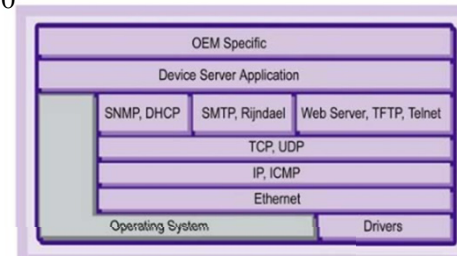 0
OEM Specific
Device Server Application
SNMP, DHCP
SMTP, Rijndael
Web Server, TFTP, Telnet
TCP, UDP
IP, ICMP
Ethernet
Operating System
Drivers